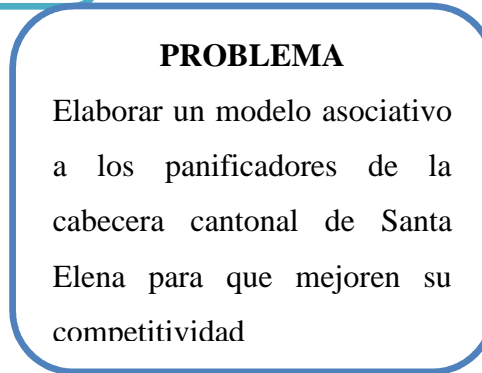 PROBLEMA
Elaborar un modelo asociativo
a los panificadores de la
cabecera cantonal de Santa
Elena para que mejoren su
competitividad